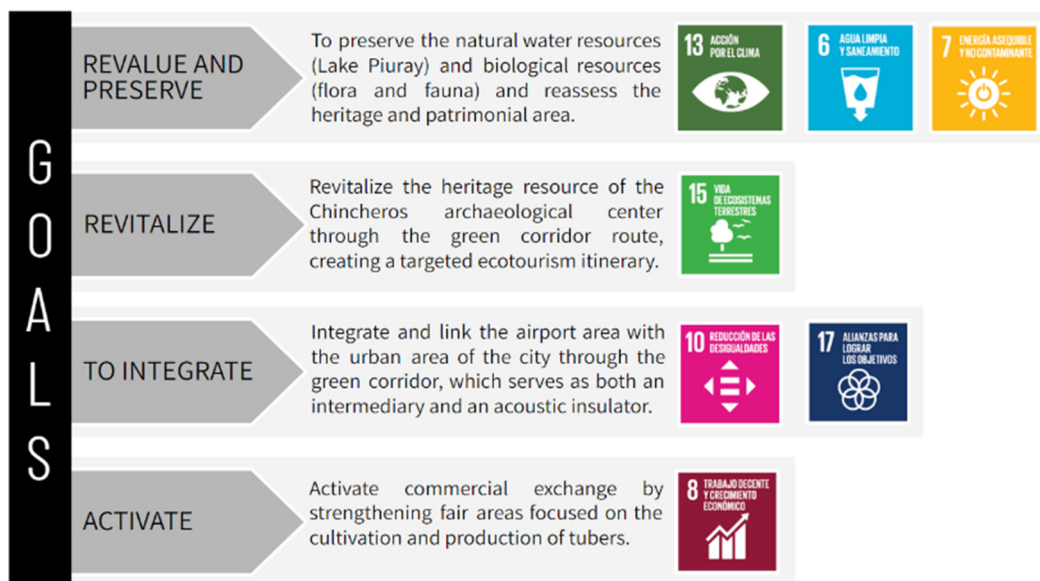 GOALS
REVALUE AND
PRESERVE
To preserve the natural water resources
(Lake Piuray) and biological resources
(flora and fauna) and reassess the
heritage and patrimonial area.
13 ACCIÓN
POR EL CLIMA
6 AGUA LIMPIA
Y SANEAMIENTO
7 ENERGÍA ASEQUIBLE
Y NO CONTAMINANTE
REVITALIZE
Revitalize the heritage resource of the
Chincheros archaeological center
through the green corridor route,
creating a targeted ecotourism itinerary.
15 VIDA
DE ECOSISTEMAS
TERRESTRES
TO INTEGRATE
Integrate and link the airport area with
the urban area of the city through the
green corridor, which serves as both an
intermediary and an acoustic insulator.
10 REDUCCIÓN DE LAS
DESIGUALDADES
17 ALIANZAS PARA
LOGRAR
LOS OBJETIVOS
ACTIVATE
Activate commercial exchange by
strengthening fair areas focused on the
cultivation and production of tubers.
8 TRABAJO DECENTE
Y CRECIMIENTO
ECONÓMICO